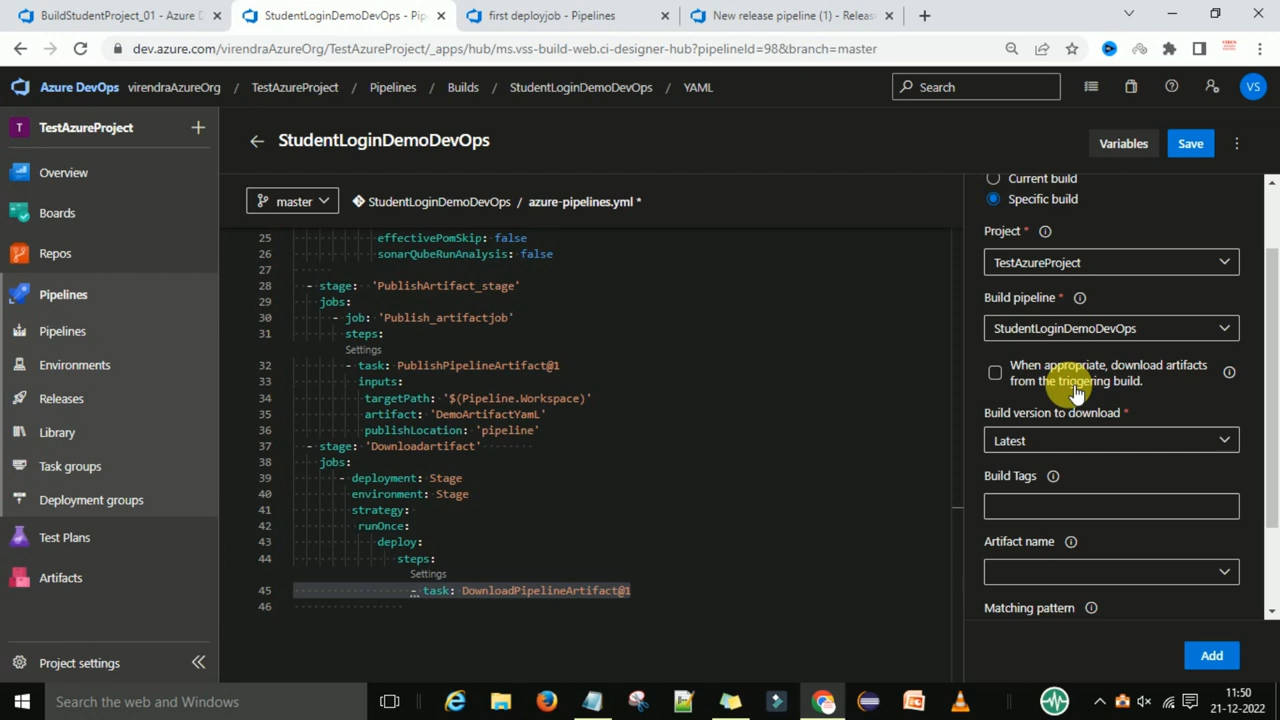 BuildStudentProject_01 - Azure D
StudentLoginDemoDevOps - Pip
first deployjob - Pipelines
New release pipeline (1) - Releas
dev.azure.com/virendraAzureOrg/TestAzureProject/_apps/hub/ms.vss-build-web.ci-designer-hub?pipelineId=98&branch=master
Azure DevOps virendraAzureOrg / TestAzureProject / Pipelines / Builds / StudentLoginDemoDevOps / YAML
Search
VS
T TestAzureProject
Overview
Boards
Repos
Pipelines
Pipelines
Environments
Releases
Library
Task groups
Deployment groups
Test Plans
Artifacts
Project settings
StudentLoginDemoDevOps
Variables
Save
master
StudentLoginDemoDevOps / azure-pipelines.yml *
25 effectivePomSkip: false
26 sonarQubeRunAnalysis: false
27
28 - stage: 'PublishArtifact_stage'
29 jobs:
30 - job: 'Publish_artifactjob'
31 steps:
Settings
32 - task: PublishPipelineArtifact@1
33 inputs:
34 targetPath: '$(Pipeline.Workspace)'
35 artifact: 'DemoArtifactYamL'
36 publishLocation: 'pipeline'
37 - stage: 'Downloadartifact'
38 jobs:
39 - deployment: Stage
40 environment: Stage
41 strategy:
42 runOnce:
43 deploy:
44 steps:
Settings
45 - task: DownloadPipelineArtifact@1
46
Current build
Specific build
Project *
TestAzureProject
Build pipeline *
StudentLoginDemoDevOps
When appropriate, download artifacts
from the triggering build.
Build version to download *
Latest
Build Tags
Artifact name
Matching pattern
Add
Search the web and Windows
11:50
21-12-2022